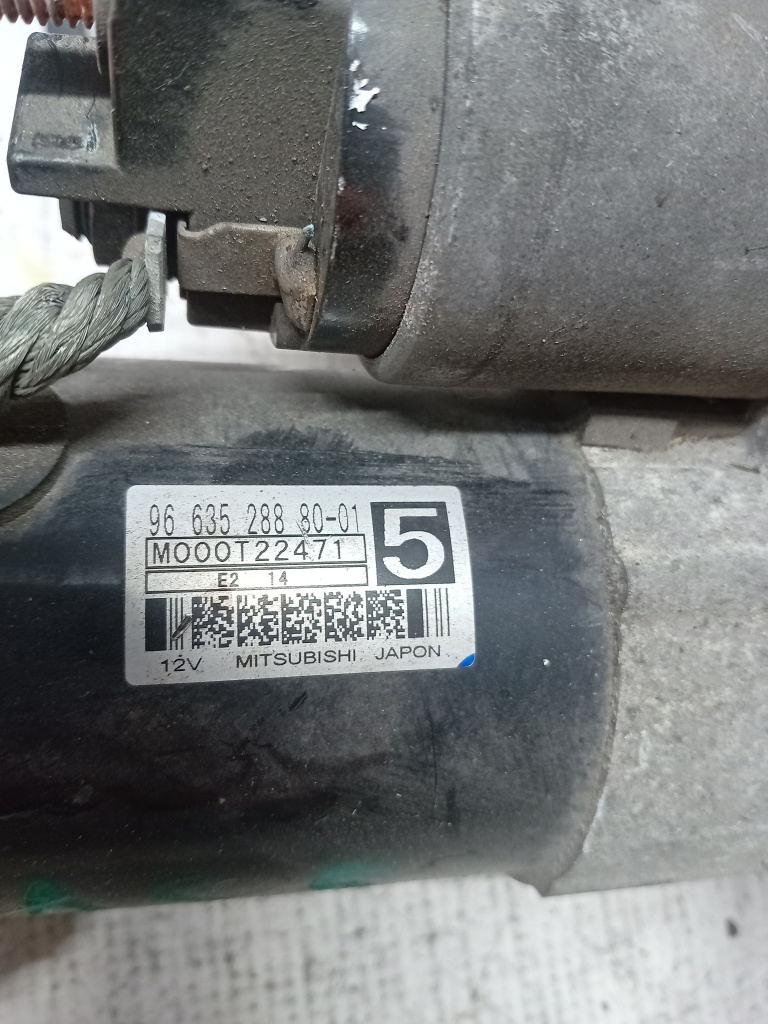 96 635 288 80-01
5
M000T22471
E2 14
12V MITSUBISHI JAPON